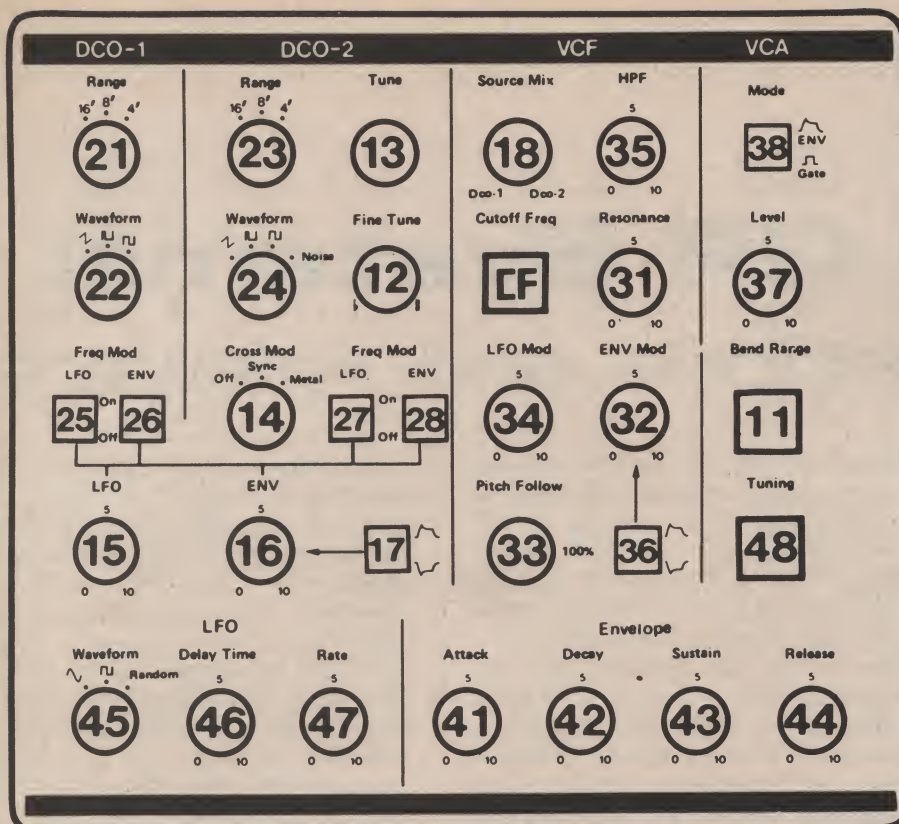 DCO-1 DCO-2 VCF VCA
Range Range Tune Source Mix HPF Mode
16' 8' 4' 16' 8' 4' 5
21 23 13 18 35 38 ENV
Gate
Dco-1 Dco-2 0 10
Waveform Waveform Fine Tune Cutoff Freq Resonance Level
Noise 5 5
22 24 12 CF 31 37
0 10 0 10
Freq Mod Cross Mod Freq Mod LFO Mod ENV Mod Bend Range
LFO ENV Off Sync Metal LFO ENV 5 5
25 On 26 14 27 On 28 34 32 11
Off Off 0 10 0 10
LFO ENV Pitch Follow Tuning
5 5
15 16 17 33 100% 36 48
0 10 0 10
LFO Envelope
Waveform Delay Time Rate Attack Decay Sustain Release
Random 5 5 5 5 5 5
45 46 47 41 42 43 44
0 10 0 10 0 10 0 10 0 10 0 10